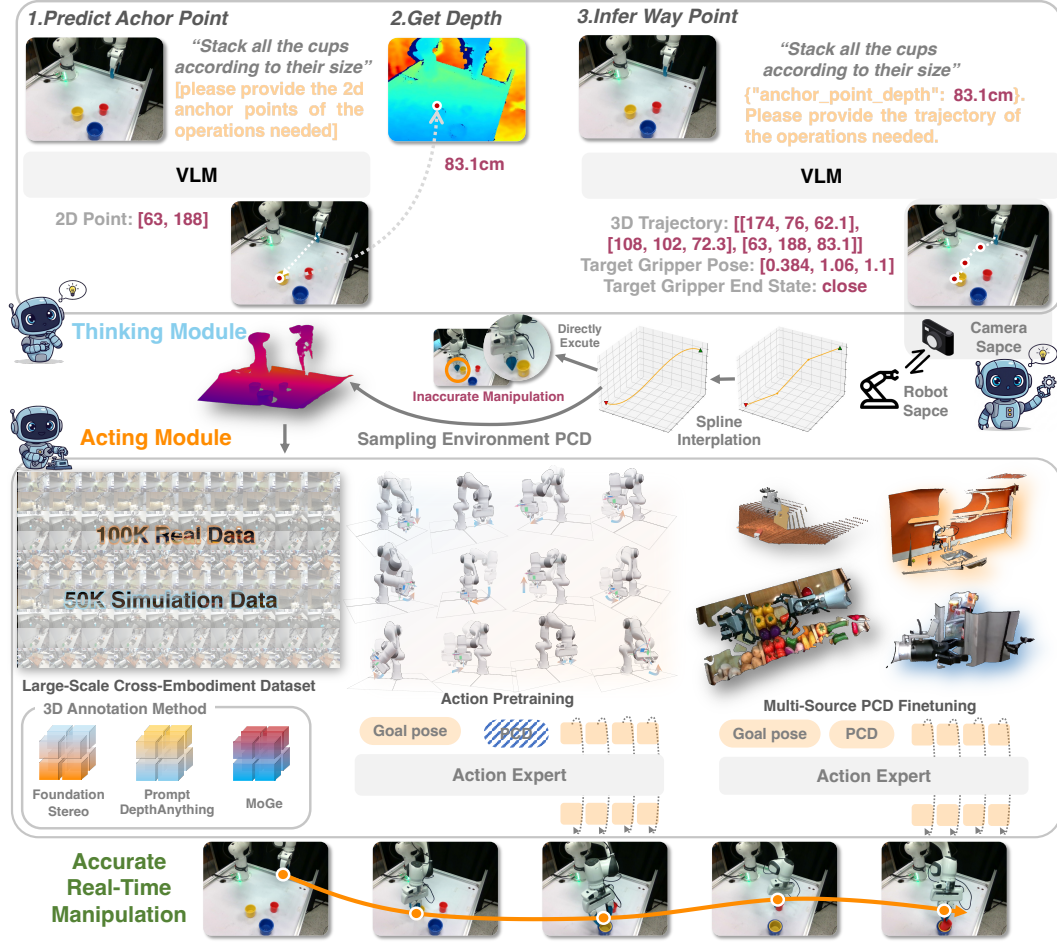 1.Predict Achor Point
2.Get Depth
3.Infer Way Point
“Stack all the cups
according to their size”
[please provide the 2d
anchor points of the
operations needed]
VLM
2D Point: [63, 188]
83.1cm
“Stack all the cups
according to their size”
{"anchor_point_depth": 83.1cm}.
Please provide the trajectory of
the operations needed.
VLM
3D Trajectory: [[174, 76, 62.1],
[108, 102, 72.3], [63, 188, 83.1]]
Target Gripper Pose: [0.384, 1.06, 1.1]
Target Gripper End State: close
Thinking Module
Directly
Excute
Inaccurate Manipulation
Sampling Environment PCD
Spline
Interplation
Camera
Sapce
Robot
Sapce
Acting Module
100K Real Data
50K Simulation Data
Large-Scale Cross-Embodiment Dataset
3D Annotation Method
Foundation
Stereo
Prompt
DepthAnything
MoGe
Action Pretraining
Goal pose
PCD
Action Expert
Multi-Source PCD Finetuning
Goal pose
PCD
Action Expert
Accurate
Real-Time
Manipulation